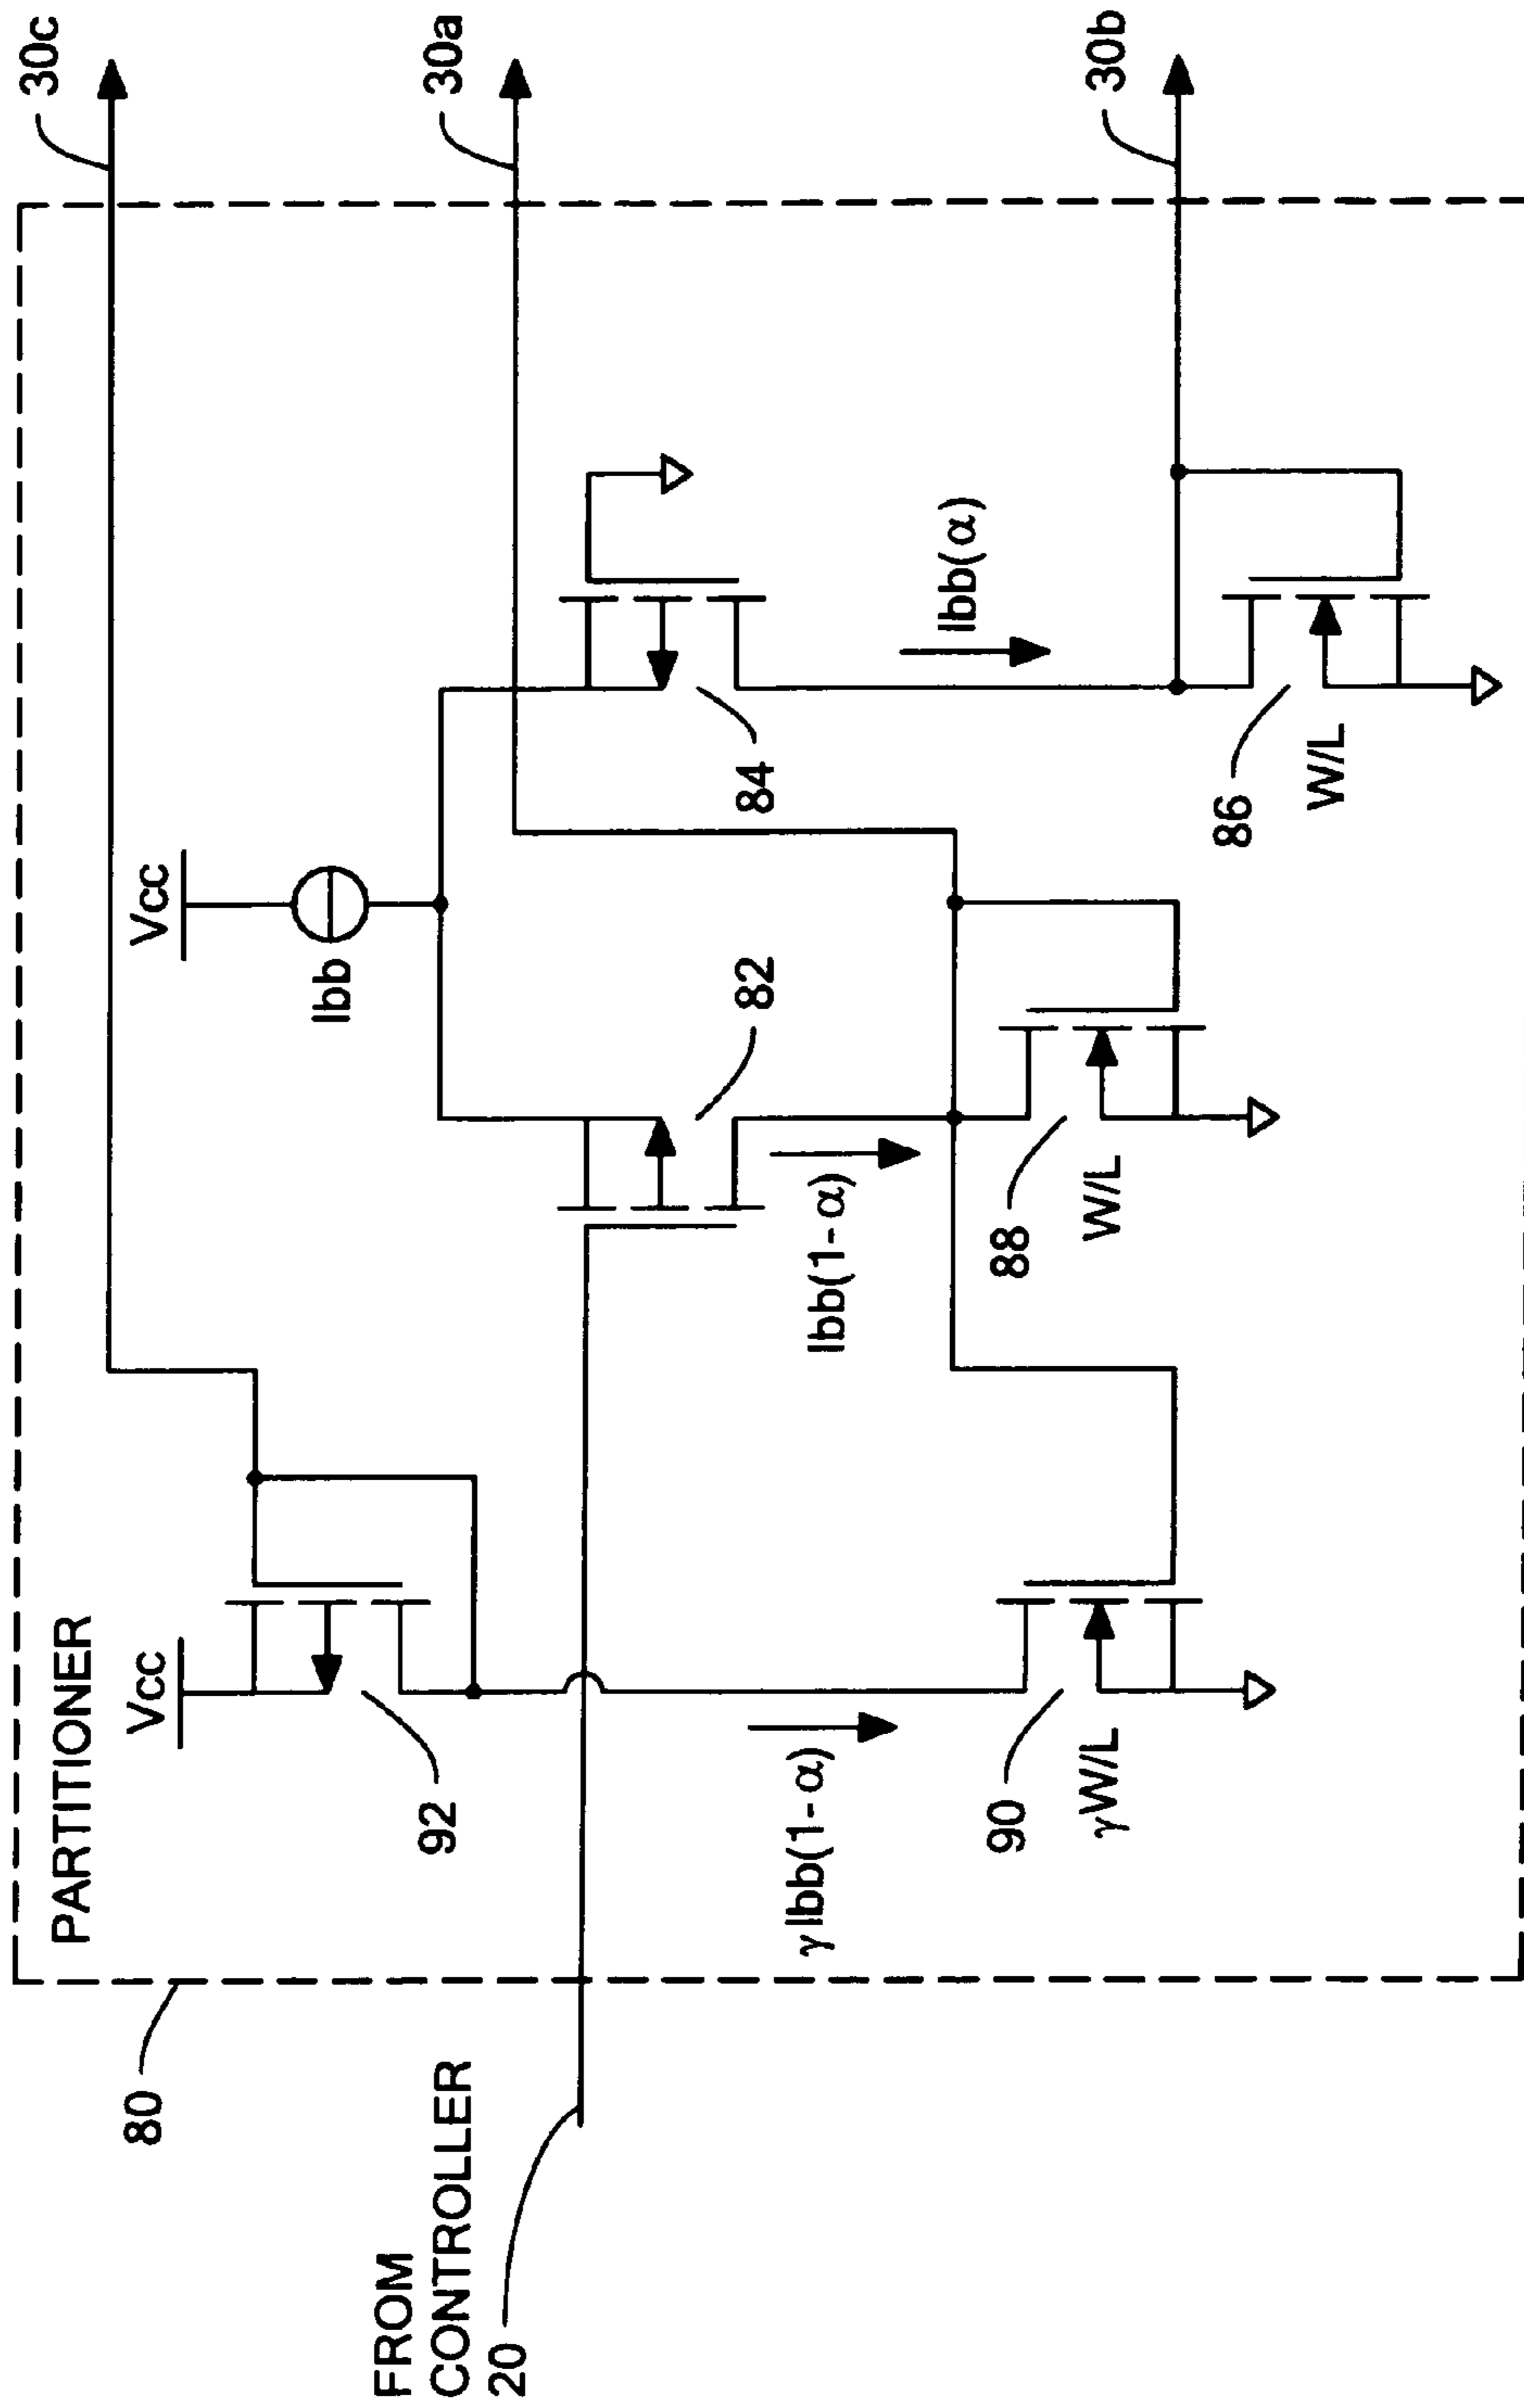 30c
PARTITIONER
80
Vcc
Vcc
Ibb
FROM
CONTROLLER
20
92
30a
82
84
γIbb(1-α)
Ibb(1-α)
Ibb(α)
90
γW/L
88
W/L
30b
86
W/L